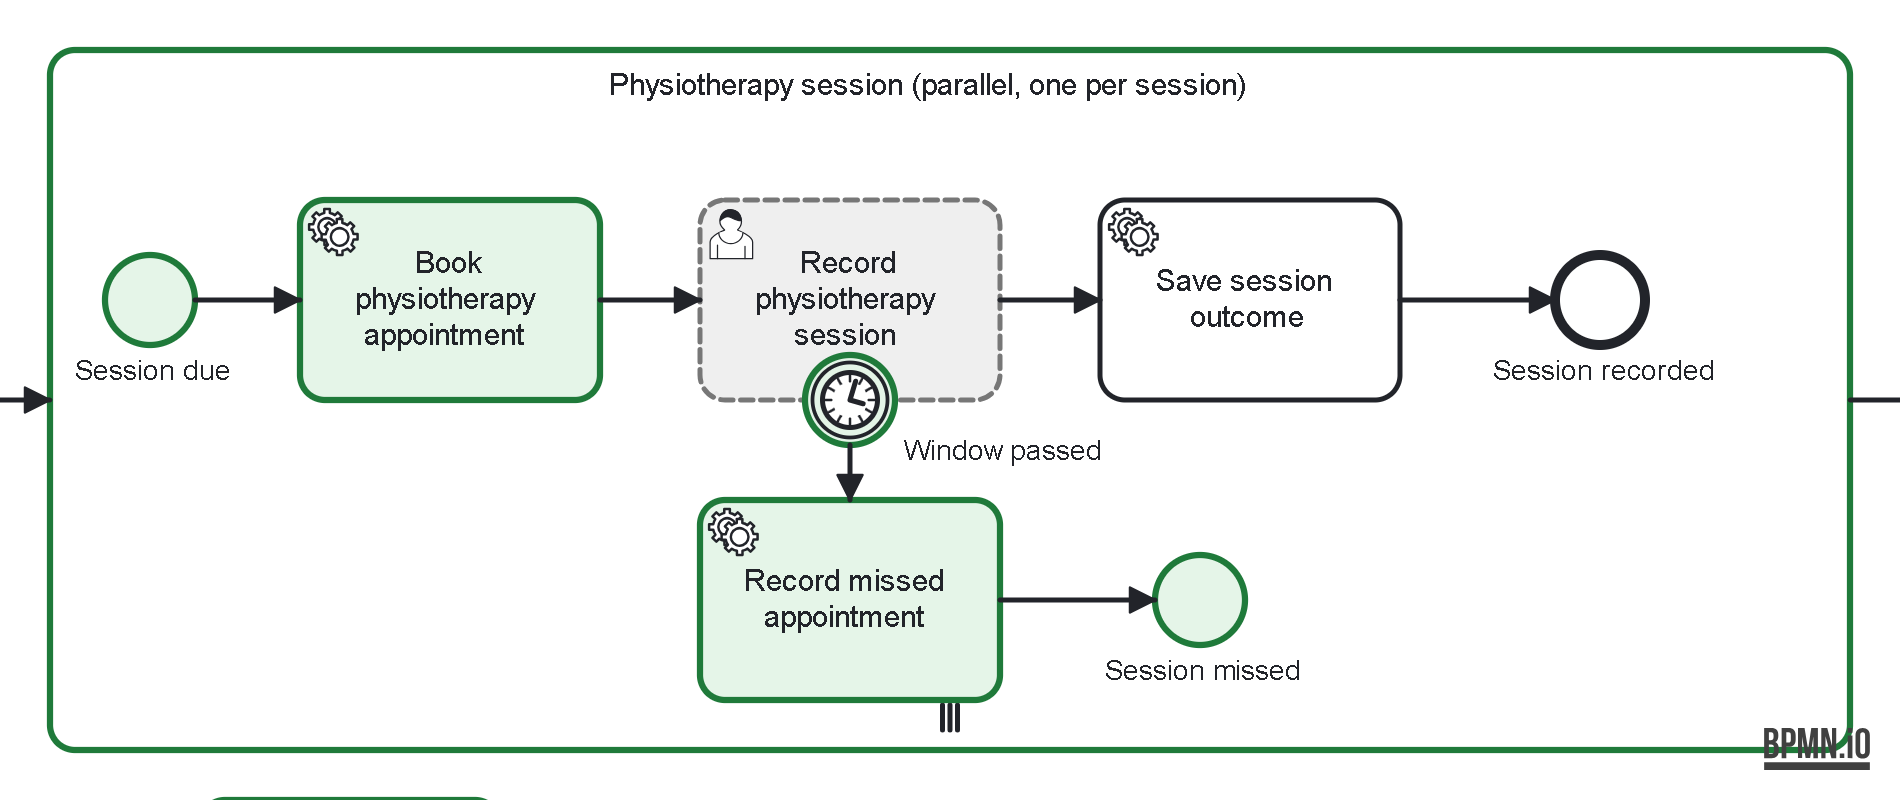 Physiotherapy session (parallel, one per session)
Book
physiotherapy
appointment
Record
physiotherapy
session
Save session
outcome
Session due
Session recorded
Window passed
Record missed
appointment
Session missed
BPMN.iO